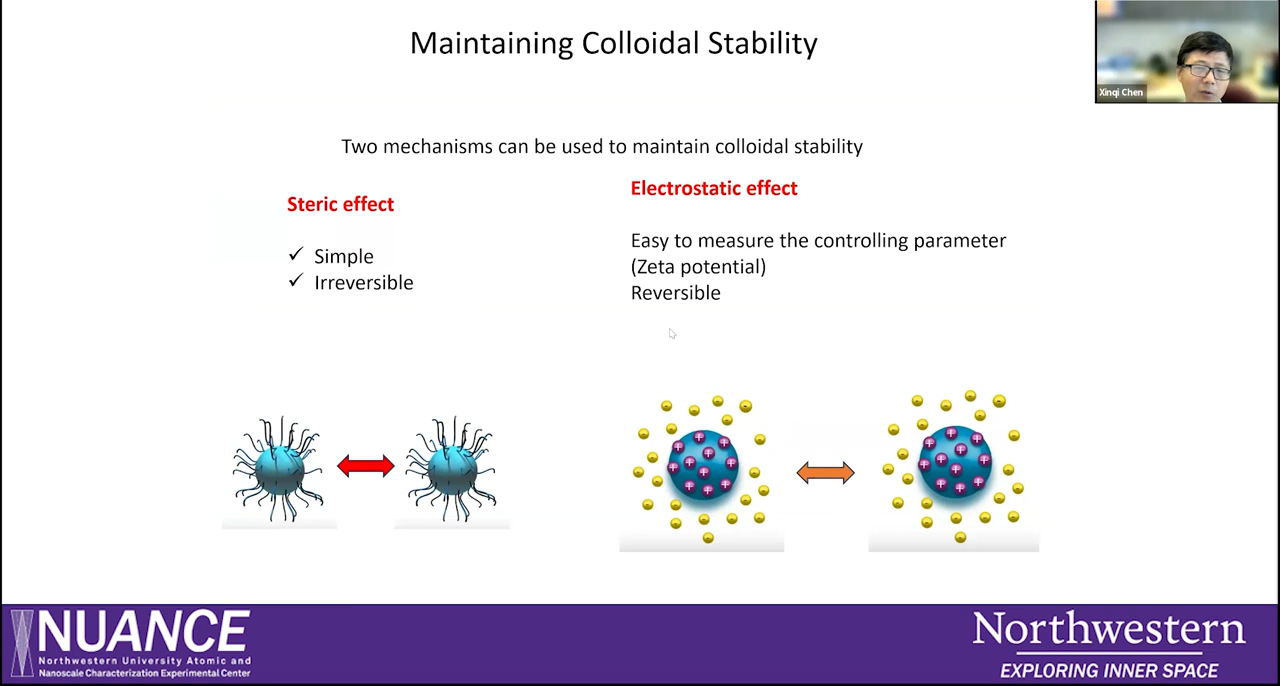 Maintaining Colloidal Stability
Xinqi Chen
Two mechanisms can be used to maintain colloidal stability
Steric effect
✓ Simple
✓ Irreversible
Electrostatic effect
Easy to measure the controlling parameter
(Zeta potential)
Reversible
NUANCE
Northwestern University Atomic and
Nanoscale Characterization Experimental Center
Northwestern
EXPLORING INNER SPACE